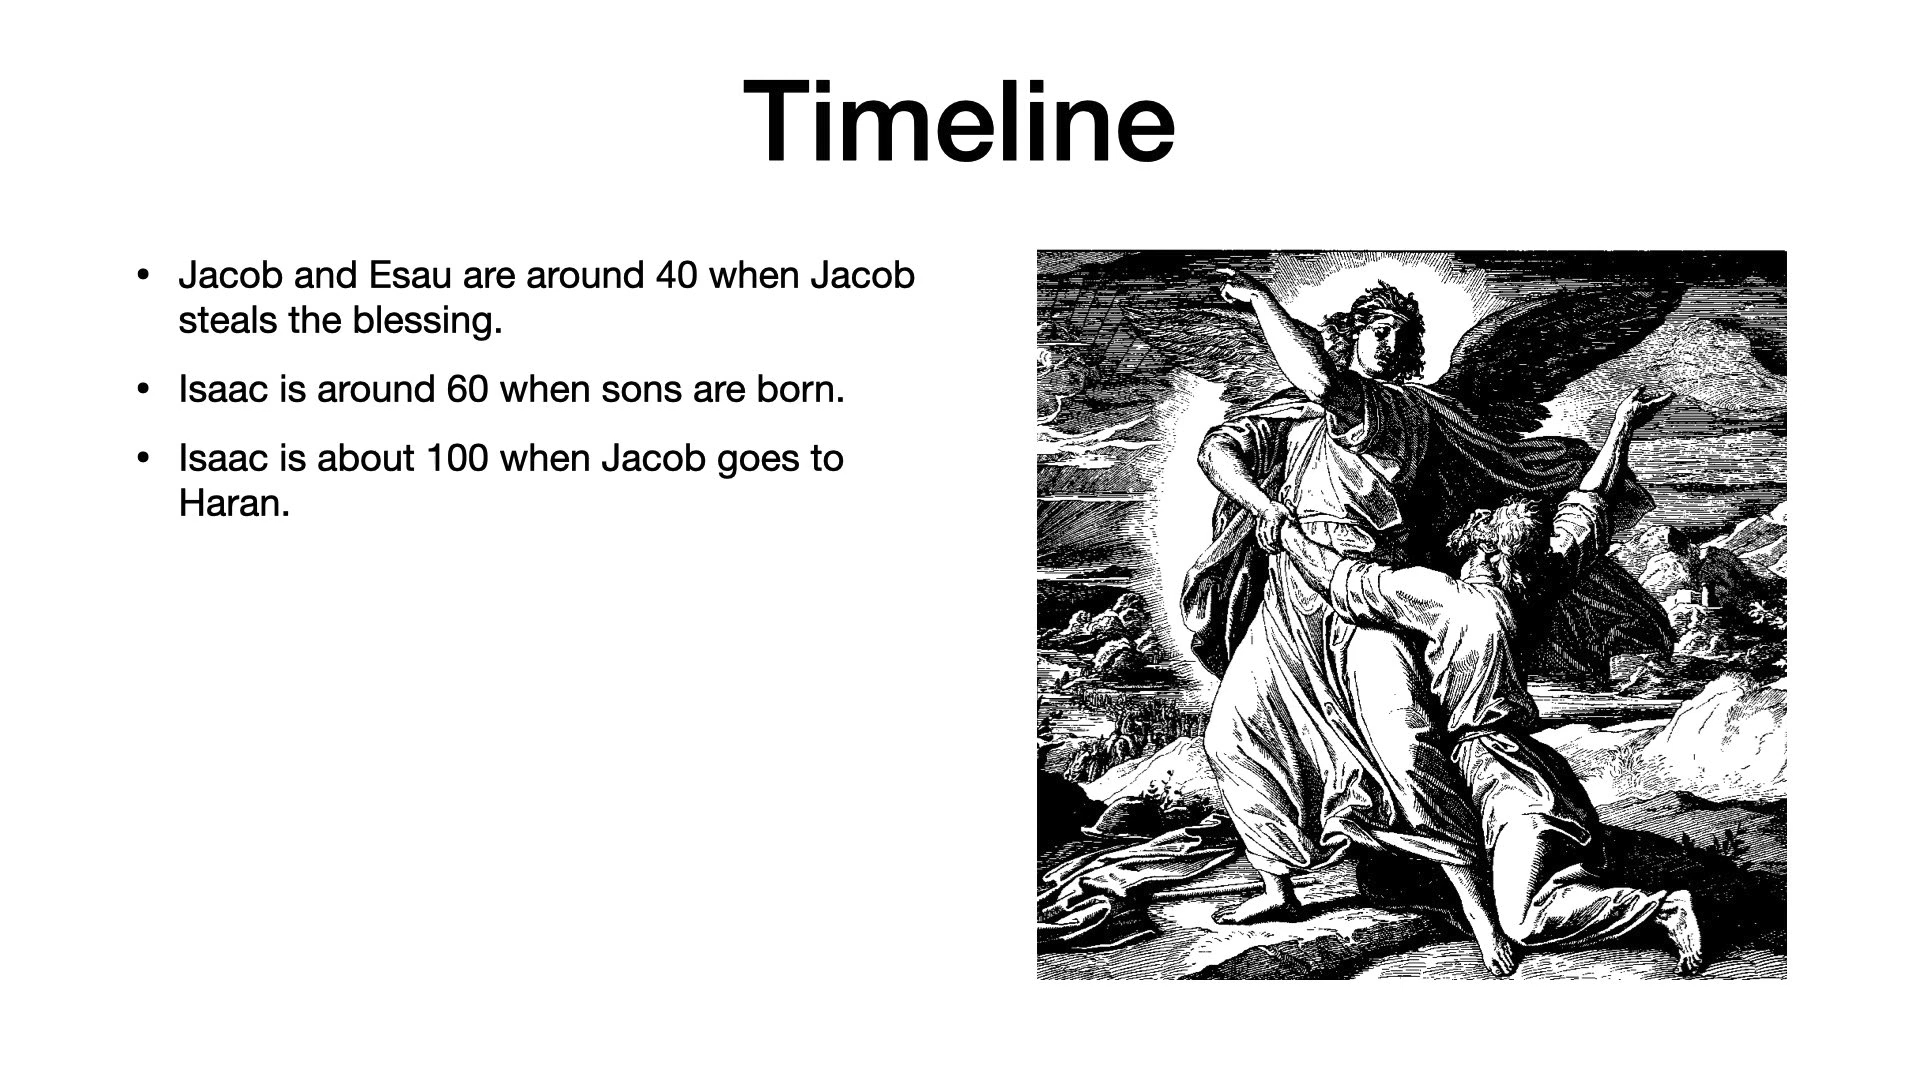 Timeline
• Jacob and Esau are around 40 when Jacob
steals the blessing.
• Isaac is around 60 when sons are born.
• Isaac is about 100 when Jacob goes to
Haran.